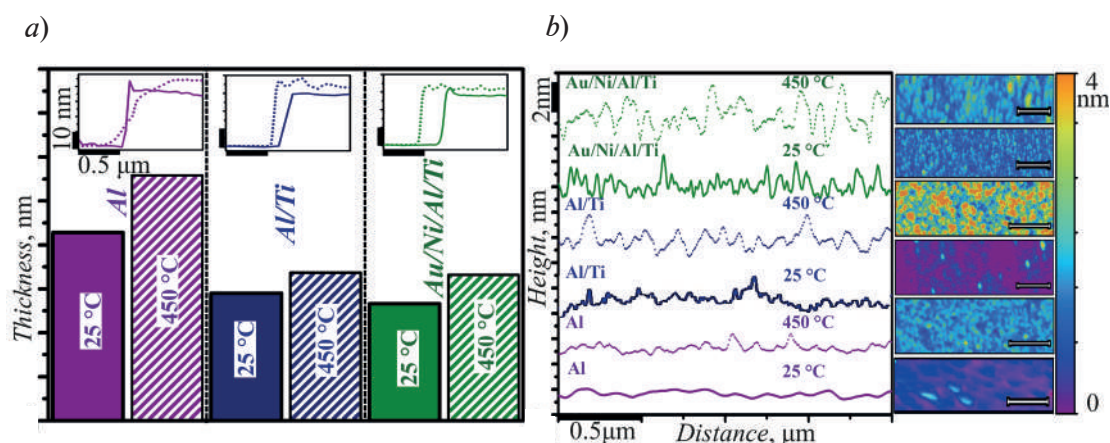 a)
10 nm
0.5 µm
Thickness, nm
Al
25 °C
450 °C
Al/Ti
25 °C
450 °C
Au/Ni/Al/Ti
25 °C
450 °C
b)
2nm
Height, nm
Au/Ni/Al/Ti 450 °C
Au/Ni/Al/Ti 25 °C
Al/Ti 450 °C
Al/Ti 25 °C
Al 450 °C
Al 25 °C
0.5µm
Distance, µm
4
nm
0